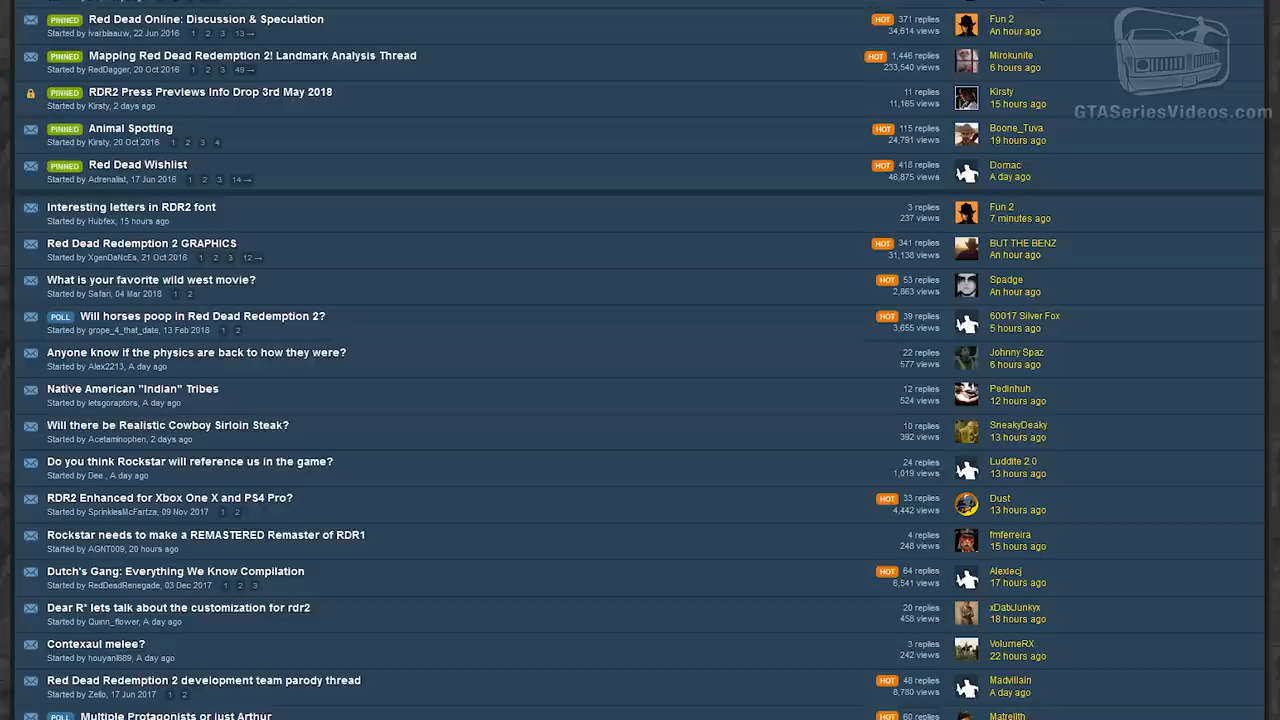 PINNED Red Dead Online: Discussion & Speculation
Started by ivarblaauw, 22 Jun 2016 1 2 3 13→
HOT 371 replies
34,614 views
Fun 2
An hour ago
PINNED Mapping Red Dead Redemption 2! Landmark Analysis Thread
Started by RedDagger, 20 Oct 2016 1 2 3 49→
HOT 1,446 replies
233,540 views
Mirokunite
6 hours ago
PINNED RDR2 Press Previews Info Drop 3rd May 2018
Started by Kirsty, 2 days ago
11 replies
11,165 views
Kirsty
15 hours ago
PINNED Animal Spotting
Started by Kirsty, 20 Oct 2016 1 2 3 4
HOT 115 replies
24,791 views
Boone_Tuva
19 hours ago
PINNED Red Dead Wishlist
Started by Adrenalist, 17 Jun 2016 1 2 3 14→
HOT 418 replies
46,875 views
Domac
A day ago
Interesting letters in RDR2 font
Started by Hubfex, 15 hours ago
3 replies
237 views
Fun 2
7 minutes ago
Red Dead Redemption 2 GRAPHICS
Started by XgenDaNcEs, 21 Oct 2016 1 2 3 12→
HOT 341 replies
31,138 views
BUT THE BENZ
An hour ago
What is your favorite wild west movie?
Started by Safari, 04 Mar 2018 1 2
HOT 53 replies
2,863 views
Spadge
An hour ago
POLL Will horses poop in Red Dead Redemption 2?
Started by grope_4_that_date, 13 Feb 2018 1 2
HOT 39 replies
3,655 views
60017 Silver Fox
5 hours ago
Anyone know if the physics are back to how they were?
Started by Alex2213, A day ago
22 replies
577 views
Johnny Spaz
6 hours ago
Native American "Indian" Tribes
Started by letsgoraptors, A day ago
12 replies
524 views
Pedinhuh
12 hours ago
Will there be Realistic Cowboy Sirloin Steak?
Started by Acetaminophen, 2 days ago
10 replies
392 views
SneakyDeaky
13 hours ago
Do you think Rockstar will reference us in the game?
Started by Dee., A day ago
24 replies
1,019 views
Luddite 2.0
13 hours ago
RDR2 Enhanced for Xbox One X and PS4 Pro?
Started by SprinklesMcFartza, 09 Nov 2017 1 2
HOT 33 replies
4,442 views
Dust
13 hours ago
Rockstar needs to make a REMASTERED Remaster of RDR1
Started by AGNT009, 20 hours ago
4 replies
248 views
fmferreira
15 hours ago
Dutch's Gang: Everything We Know Compilation
Started by RedDeadRenegade, 03 Dec 2017 1 2 3
HOT 64 replies
6,541 views
Alexlecj
17 hours ago
Dear R* lets talk about the customization for rdr2
Started by Quinn_flower, A day ago
20 replies
458 views
xDatxJunkyx
18 hours ago
Contexaul melee?
Started by houyani889, A day ago
3 replies
242 views
VolumeRX
22 hours ago
Red Dead Redemption 2 development team parody thread
Started by Zello, 17 Jun 2017 1 2
HOT 48 replies
8,780 views
Madvillain
A day ago
POLL Multiple Protagonists or just Arthur
HOT 60 replies
Matrelith
GTASeriesVideos.com